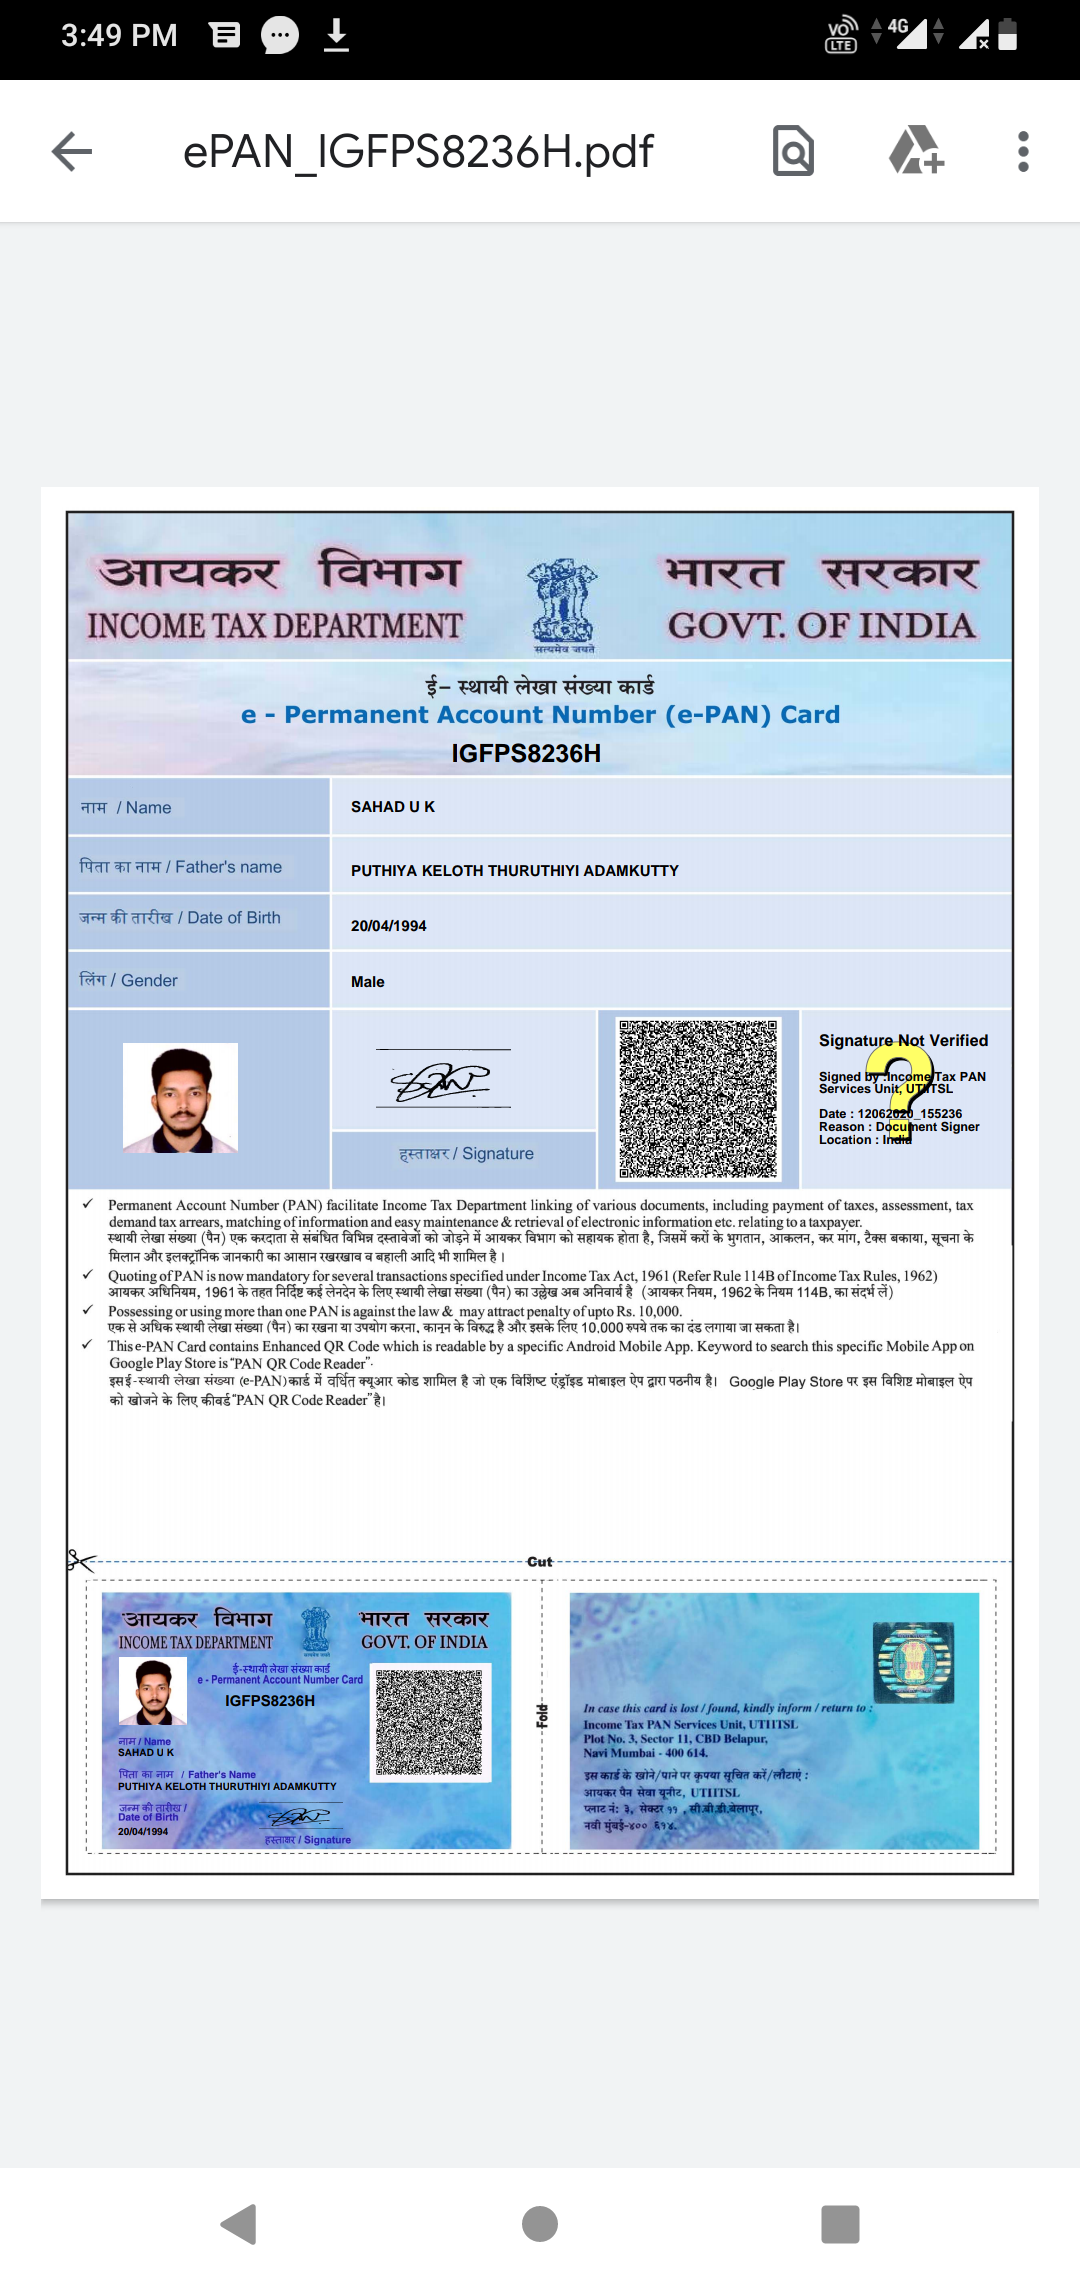 3:49 PM
VO LTE 4G
ePAN_IGFPS8236H.pdf
आयकर विभाग
INCOME TAX DEPARTMENT
सत्यमेव जयते
भारत सरकार
GOVT. OF INDIA
ई- स्थायी लेखा संख्या कार्ड
e - Permanent Account Number (e-PAN) Card
IGFPS8236H
नाम / Name
SAHAD U K
पिता का नाम / Father's name
PUTHIYA KELOTH THURUTHIYI ADAMKUTTY
जन्म की तारीख / Date of Birth
20/04/1994
लिंग / Gender
Male
हस्ताक्षर / Signature
Signature Not Verified
Signed by :Income Tax PAN
Services Unit, UTIITSL
Date : 12062020_155236
Reason : Document Signer
Location : India
✓ Permanent Account Number (PAN) facilitate Income Tax Department linking of various documents, including payment of taxes, assessment, tax
demand tax arrears, matching of information and easy maintenance & retrieval of electronic information etc. relating to a taxpayer.
स्थायी लेखा संख्या (पैन) एक करदाता से संबंधित विभिन्न दस्तावेजों को जोड़ने में आयकर विभाग को सहायक होता है, जिसमें करों के भुगतान, आकलन, कर मांग, टैक्स बकाया, सूचना के
मिलान और इलक्ट्रॉनिक जानकारी का आसान रखरखाव व बहाली आदि भी शामिल है ।
✓ Quoting of PAN is now mandatory for several transactions specified under Income Tax Act, 1961 (Refer Rule 114B of Income Tax Rules, 1962)
आयकर अधिनियम, 1961 के तहत निर्दिष्ट कई लेनदेन के लिए स्थायी लेखा संख्या (पैन) का उल्लेख अब अनिवार्य है (आयकर नियम, 1962 के नियम 114B, का संदर्भ लें)
✓ Possessing or using more than one PAN is against the law & may attract penalty of upto Rs. 10,000.
एक से अधिक स्थायी लेखा संख्या (पैन) का रखना या उपयोग करना, कानून के विरुद्ध है और इसके लिए 10.000 रुपये तक का दंड लगाया जा सकता है।
✓ This e-PAN Card contains Enhanced QR Code which is readable by a specific Android Mobile App. Keyword to search this specific Mobile App on
Google Play Store is “PAN QR Code Reader”.
इसई-स्थायी लेखा संख्या (e-PAN) कार्ड में वर्धित क्यूआर कोड शामिल है जो एक विशिष्ट एंड्रॉइड मोबाइल ऐप द्वारा पठनीय है। Google Play Store पर इस विशिष्ट मोबाइल ऐप
को खोजने के लिए कीवर्ड “PAN QR Code Reader” है।
Cut
आयकर विभाग
INCOME TAX DEPARTMENT
भारत सरकार
GOVT. OF INDIA
ई-स्थायी लेखा संख्या कार्ड
e - Permanent Account Number Card
IGFPS8236H
नाम / Name
SAHAD U K
पिता का नाम / Father's Name
PUTHIYA KELOTH THURUTHIYI ADAMKUTTY
जन्म की तारीख /
Date of Birth
20/04/1994
हस्ताक्षर / Signature
Fold
In case this card is lost / found, kindly inform / return to :
Income Tax PAN Services Unit, UTIITSL
Plot No. 3, Sector 11, CBD Belapur,
Navi Mumbai - 400 614.
इस कार्ड के खोने/पाने पर कृपया सूचित करें/लौटाएं :
आयकर पैन सेवा यूनीट, UTIITSL
प्लाट नं: ३, सेक्टर ११ , सी.बी.डी.बेलापूर,
नवी मुंबई-४०० ६१४.